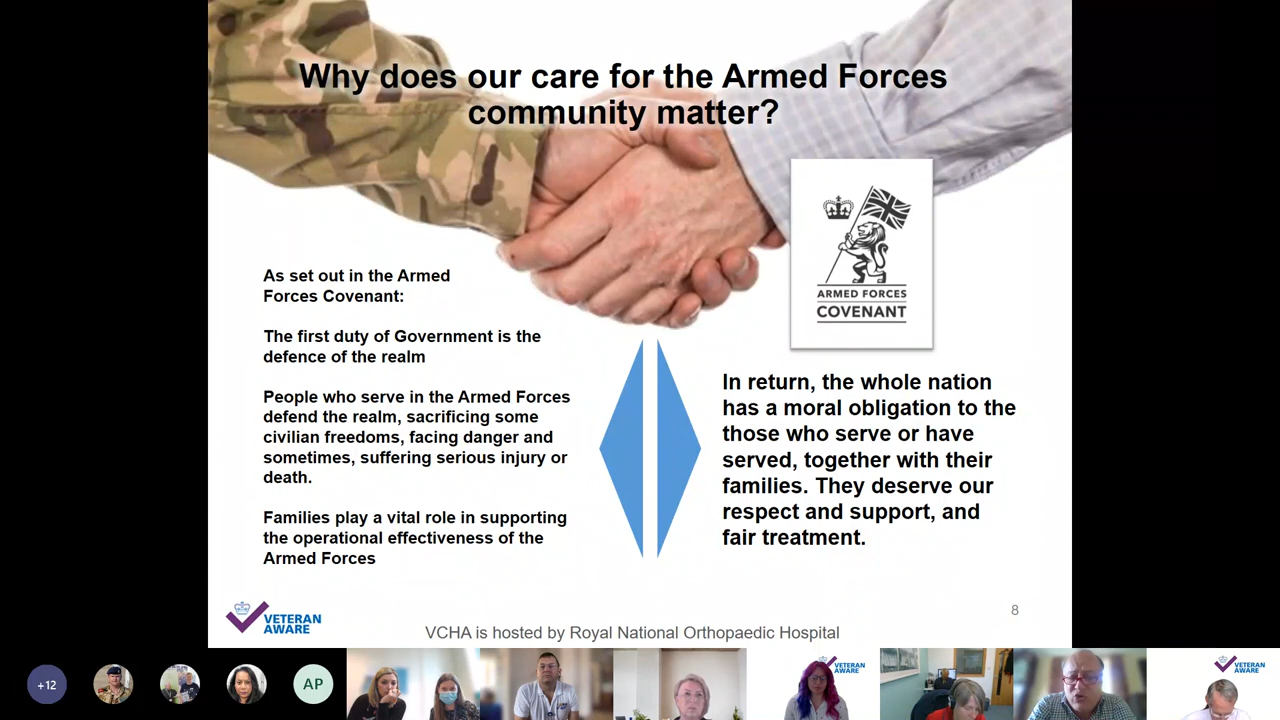 Why does our care for the Armed Forces
community matter?
ARMED FORCES
COVENANT
As set out in the Armed
Forces Covenant:
The first duty of Government is the
defence of the realm
People who serve in the Armed Forces
defend the realm, sacrificing some
civilian freedoms, facing danger and
sometimes, suffering serious injury or
death.
Families play a vital role in supporting
the operational effectiveness of the
Armed Forces
In return, the whole nation
has a moral obligation to the
those who serve or have
served, together with their
families. They deserve our
respect and support, and
fair treatment.
VETERAN
AWARE
VCHA is hosted by Royal National Orthopaedic Hospital
8
+12
AP
VETERAN
AWARE
VETERAN
AWARE